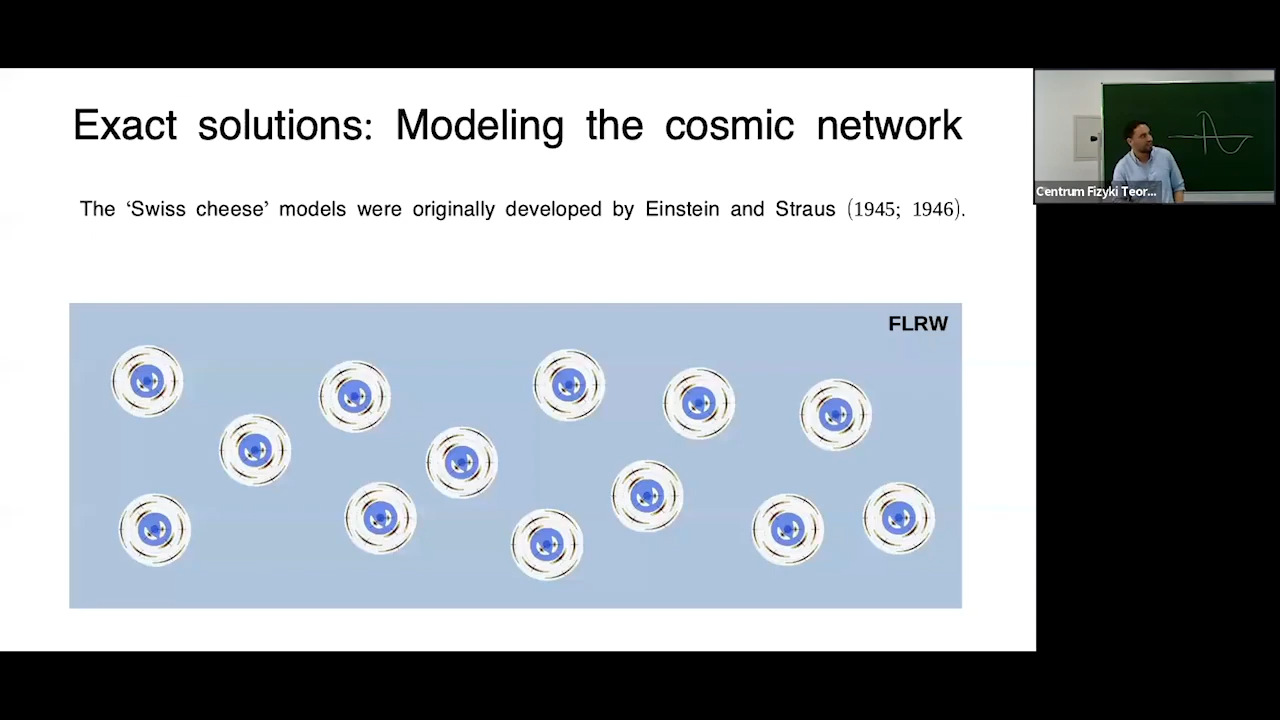 Exact solutions: Modeling the cosmic network
The ‘Swiss cheese’ models were originally developed by Einstein and Straus (1945; 1946).
FLRW
Centrum Fizyki Teor...